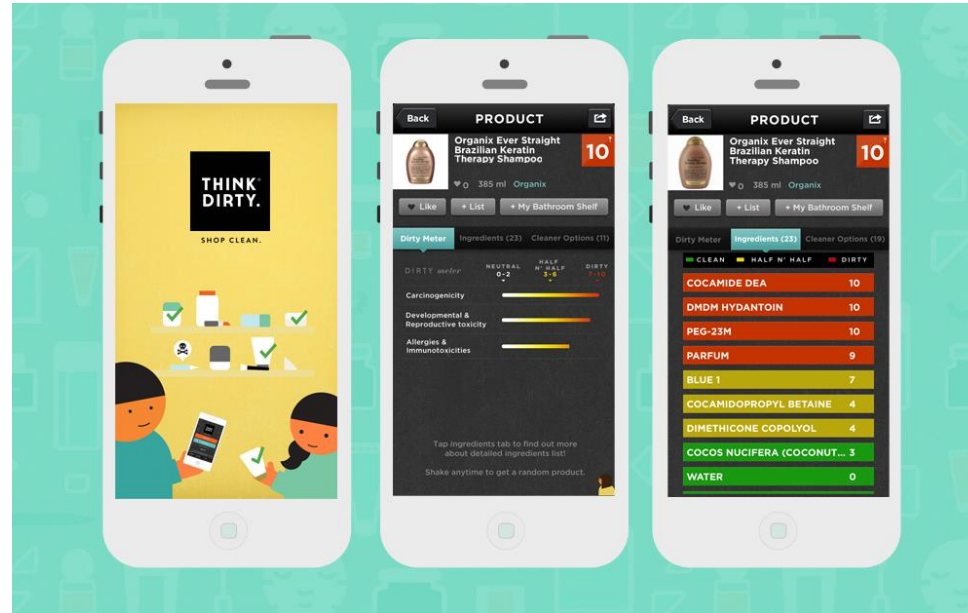 THINK®
DIRTY.
SHOP CLEAN.
Back
PRODUCT
Organix Ever Straight
Brazilian Keratin
Therapy Shampoo
10
↑
♥ 0 385 ml Organix
♥ Like
+ List
+ My Bathroom Shelf
Dirty Meter
Ingredients (23)
Cleaner Options (11)
DIRTY meter
NEUTRAL
0-2
HALF
N' HALF
3-6
DIRTY
7-10
Carcinogenicity
Developmental &
Reproductive toxicity
Allergies &
Immunotoxicities
Tap ingredients tab to find out more
about detailed ingredients list!
Shake anytime to get a random product.
Back
PRODUCT
Organix Ever Straight
Brazilian Keratin
Therapy Shampoo
10
↑
♥ 0 385 ml Organix
♥ Like
+ List
+ My Bathroom Shelf
Dirty Meter
Ingredients (23)
Cleaner Options (19)
CLEAN
HALF N' HALF
DIRTY
COCAMIDE DEA 10
DMDM HYDANTOIN 10
PEG-23M 10
PARFUM 9
BLUE 1 7
COCAMIDOPROPYL BETAINE 4
DIMETHICONE COPOLYOL 4
COCOS NUCIFERA (COCONUT... 3
WATER 0